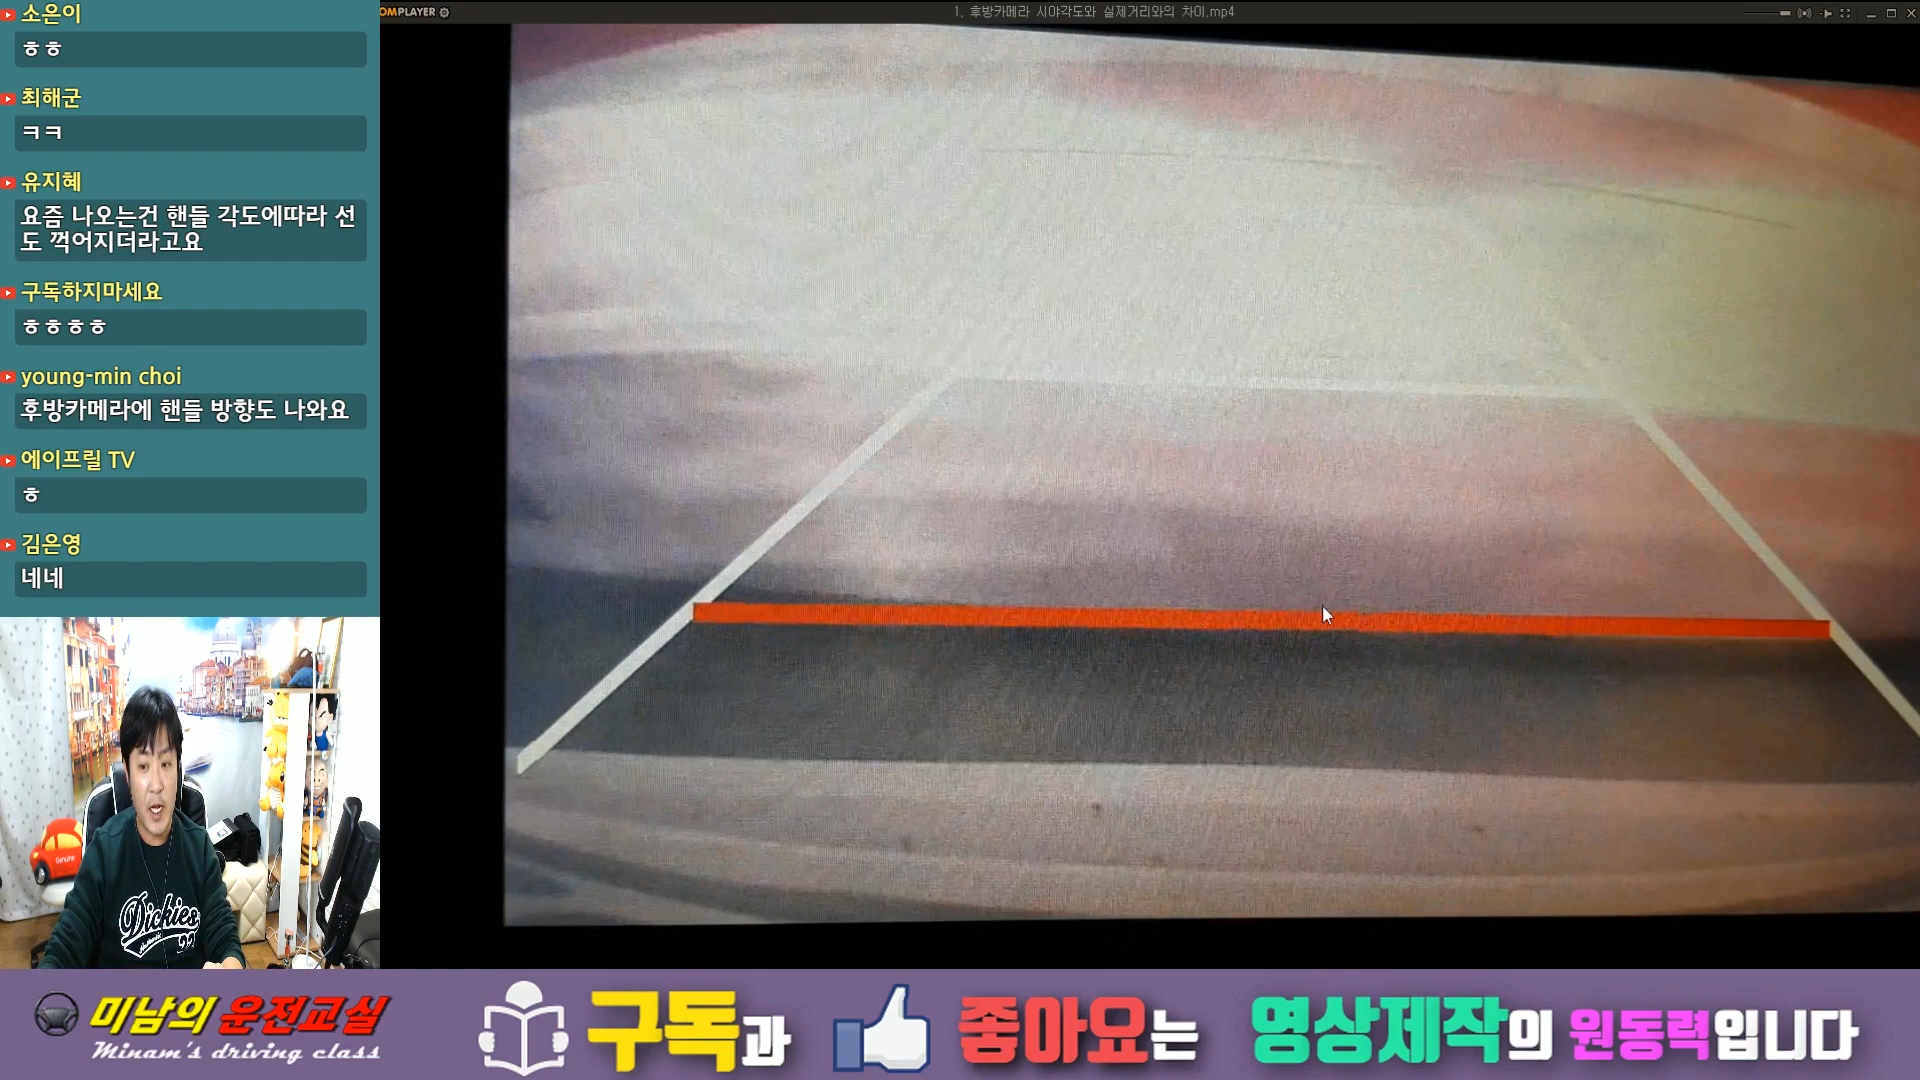 소은이
ㅎㅎ
최해군
ㅋㅋ
유지혜
요즘 나오는건 핸들 각도에따라 선
도 꺽어지더라고요
구독하지마세요
ㅎㅎㅎㅎ
young-min choi
후방카메라에 핸들 방향도 나와요
에이프릴 TV
ㅎ
김은영
네네
OMPLAYER
1, 후방카메라 시야각도와 실제거리와의 차이.mp4
Genuine
Dickies
Authentic
22
미남의 운전교실
Minam's driving class
구독과 좋아요는 영상제작의 원동력입니다